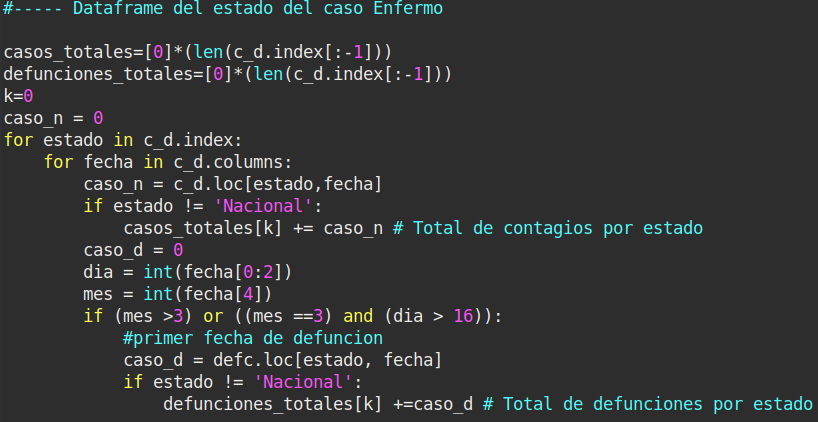 #----- Dataframe del estado del caso Enfermo

casos_totales=[0]*(len(c_d.index[:-1]))
defunciones_totales=[0]*(len(c_d.index[:-1]))
k=0
caso_n = 0
for estado in c_d.index:
    for fecha in c_d.columns:
        caso_n = c_d.loc[estado,fecha]
        if estado != 'Nacional':
            casos_totales[k] += caso_n # Total de contagios por estado
        caso_d = 0
        dia = int(fecha[0:2])
        mes = int(fecha[4])
        if (mes >3) or ((mes ==3) and (dia > 16)):
            #primer fecha de defuncion
            caso_d = defc.loc[estado, fecha]
            if estado != 'Nacional':
                defunciones_totales[k] +=caso_d # Total de defunciones por estado